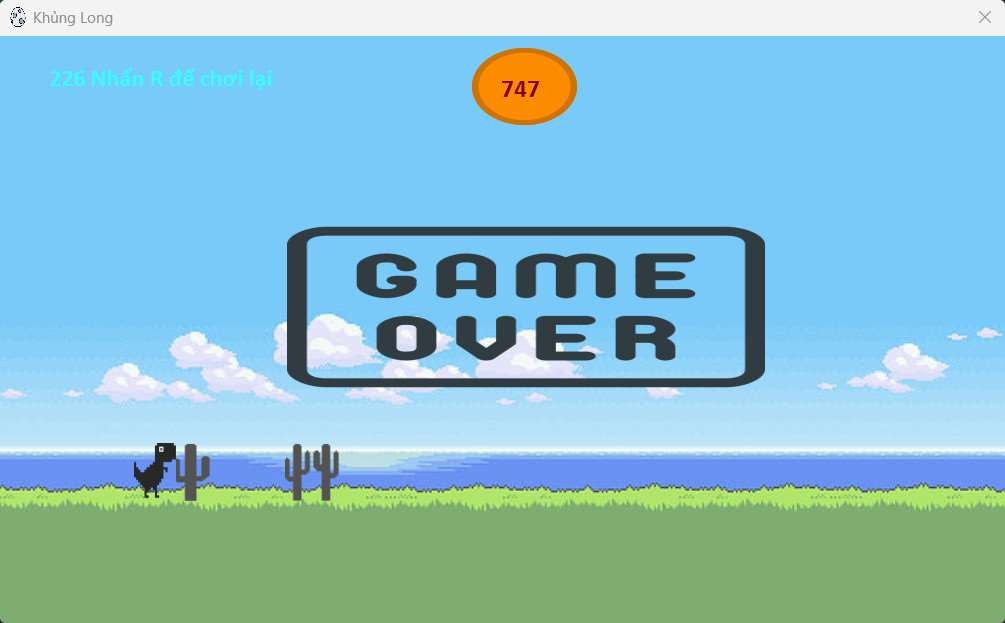 Khủng Long
226 Nhấn R để chơi lại
747
GAME
OVER